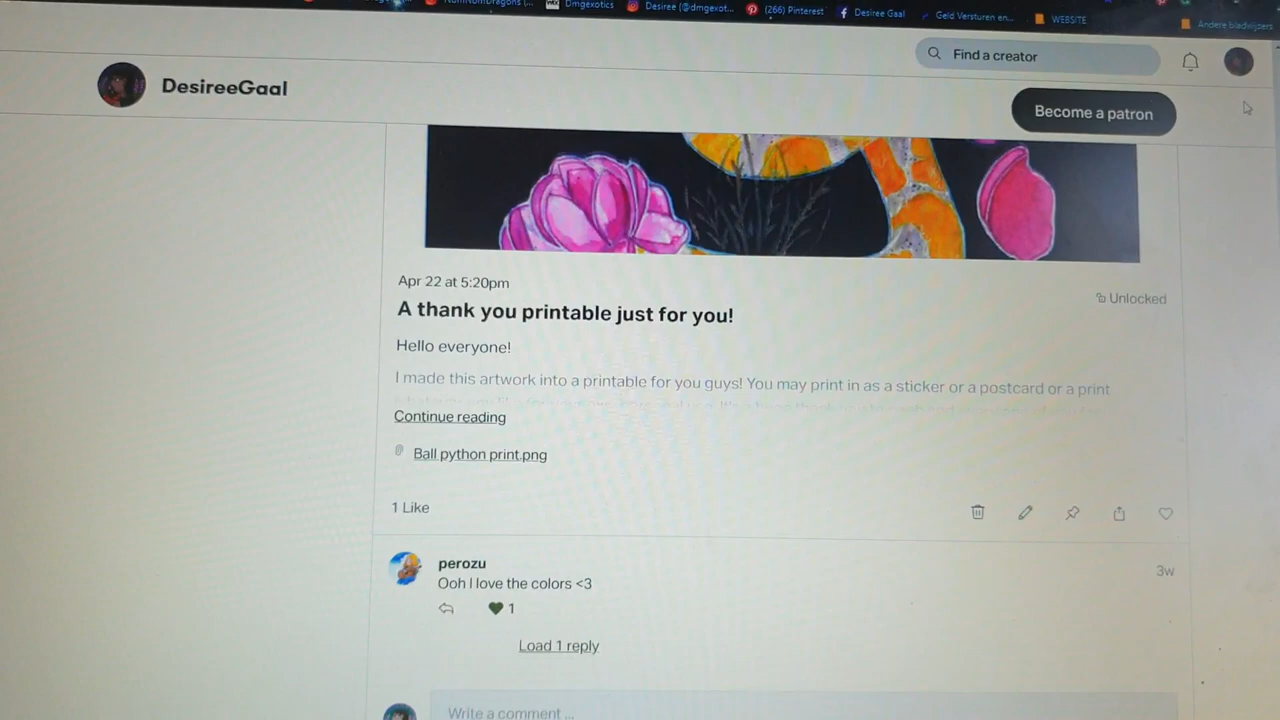 Dmgexotics
Desiree (@dmgexot...
(266) Pinterest
Desiree Gaal
Geld Versturen en...
WEBSITE
Andere bladwijzers
Find a creator
DesireeGaal
Become a patron
Apr 22 at 5:20pm
Unlocked
A thank you printable just for you!
Hello everyone!
I made this artwork into a printable for you guys! You may print in as a sticker or a postcard or a print
Continue reading
Ball python print.png
1 Like
perozu
3w
Ooh I love the colors <3
1
Load 1 reply
Write a comment ...